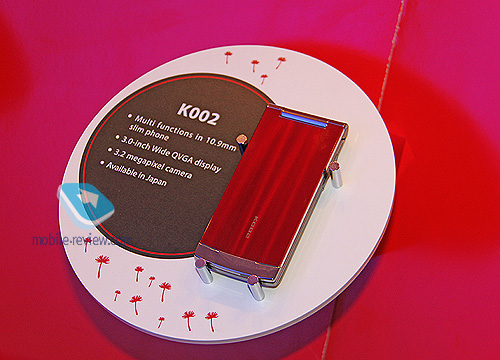 K002
• Multi functions in 10.9mm
slim phone
• 3.0-inch Wide QVGA display
• 3.2 megapixel camera
• Available in Japan
mobile-review.com
K002